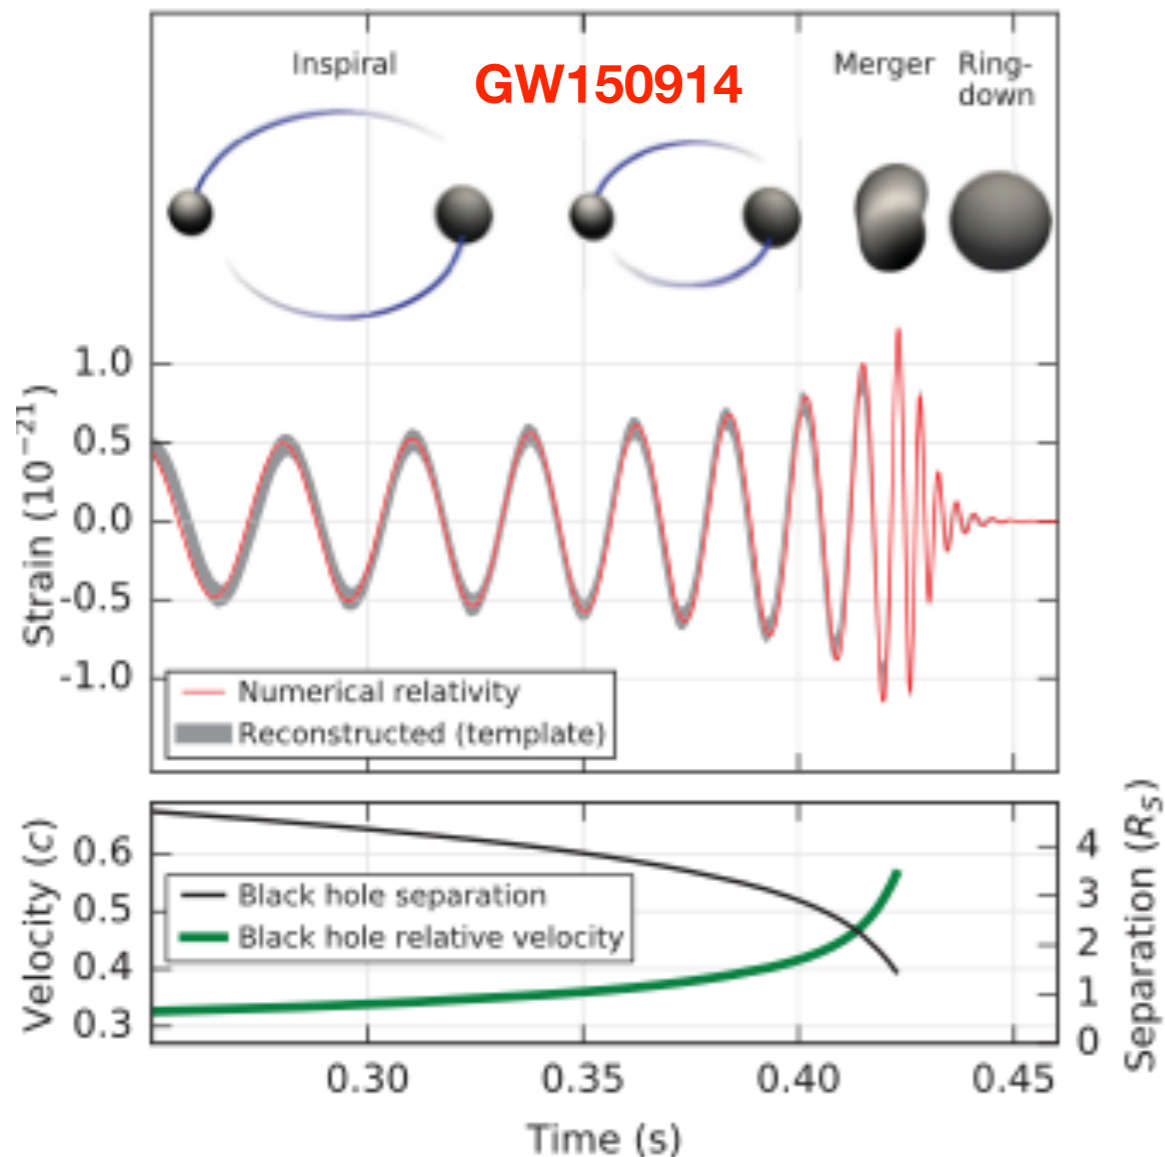 Inspiral
GW150914
Merger
Ring-
down
1.0
0.5
0.0
-0.5
-1.0
Strain (10⁻²¹)
Numerical relativity
Reconstructed (template)
0.6
0.5
0.4
0.3
Velocity (c)
Black hole separation
Black hole relative velocity
4
3
2
1
0
Separation (R_S)
0.30 0.35 0.40 0.45
Time (s)